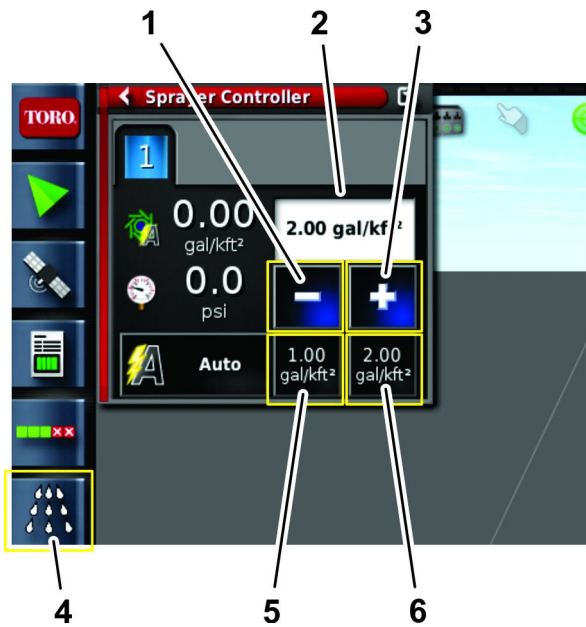 1 2 3
TORO.
Sprayer Controller
1
0.00
gal/kft²
2.00 gal/kft²
0.0
psi
A Auto
1.00
gal/kft²
2.00
gal/kft²
4 5 6